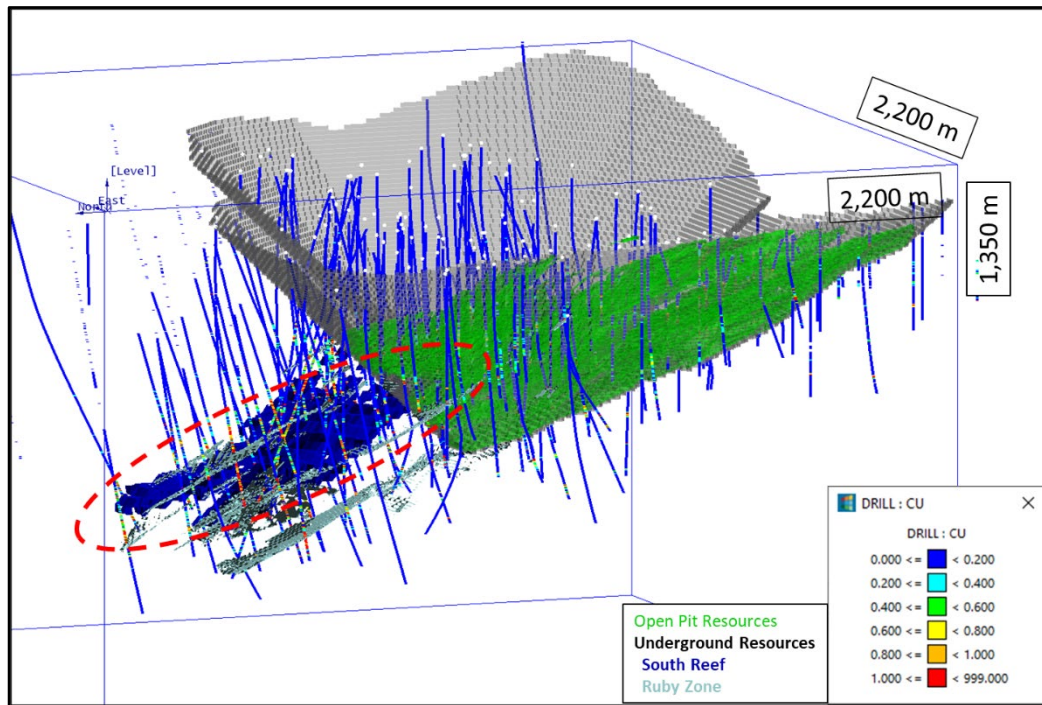 2,200 m
[Level]
East
2,200 m
1,350 m
DRILL : CU
DRILL : CU
0.000 <= < 0.200
0.200 <= < 0.400
0.400 <= < 0.600
0.600 <= < 0.800
0.800 <= < 1.000
1.000 <= < 999.000
Open Pit Resources
Underground Resources
South Reef
Ruby Zone